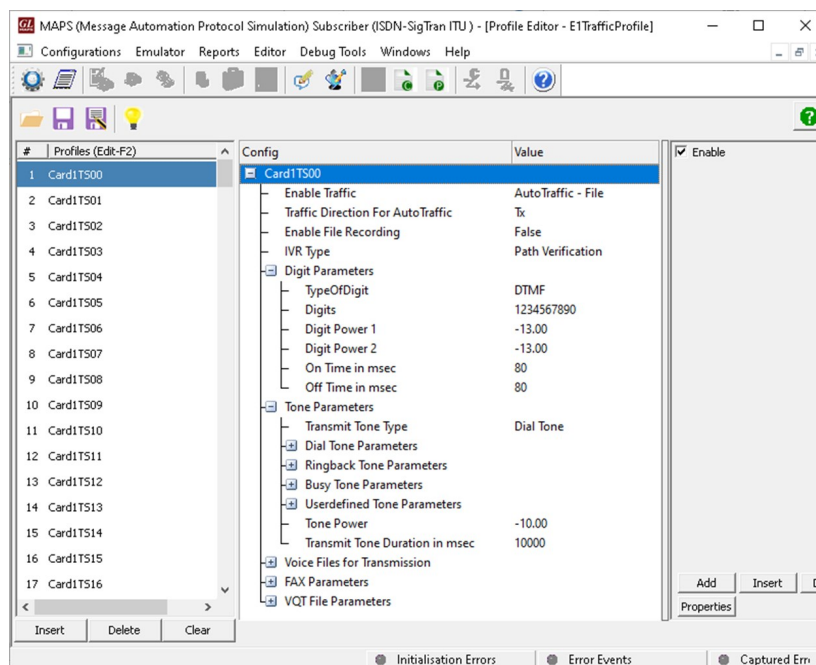 GL MAPS (Message Automation Protocol Simulation) Subscriber (ISDN-SigTran ITU ) - [Profile Editor - E1TrafficProfile]
Configurations Emulator Reports Editor Debug Tools Windows Help
# Profiles (Edit-F2)
1 Card1TS00
2 Card1TS01
3 Card1TS02
4 Card1TS03
5 Card1TS04
6 Card1TS05
7 Card1TS06
8 Card1TS07
9 Card1TS08
10 Card1TS09
11 Card1TS10
12 Card1TS11
13 Card1TS12
14 Card1TS13
15 Card1TS14
16 Card1TS15
17 Card1TS16
Insert Delete Clear
Config Value
Card1TS00
Enable Traffic AutoTraffic - File
Traffic Direction For AutoTraffic Tx
Enable File Recording False
IVR Type Path Verification
Digit Parameters
TypeOfDigit DTMF
Digits 1234567890
Digit Power 1 -13.00
Digit Power 2 -13.00
On Time in msec 80
Off Time in msec 80
Tone Parameters
Transmit Tone Type Dial Tone
Dial Tone Parameters
Ringback Tone Parameters
Busy Tone Parameters
Userdefined Tone Parameters
Tone Power -10.00
Transmit Tone Duration in msec 10000
Voice Files for Transmission
FAX Parameters
VQT File Parameters
Enable
Add Insert D
Properties
Initialisation Errors Error Events Captured Erro